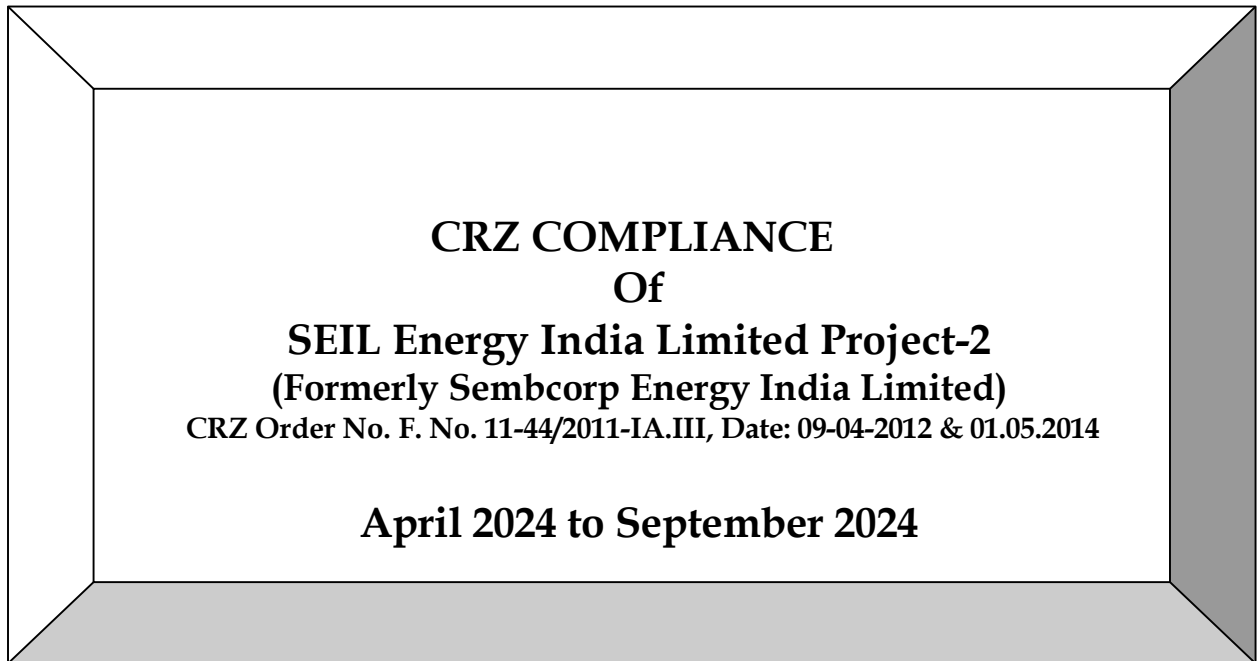 CRZ COMPLIANCE
Of
SEIL Energy India Limited Project-2
(Formerly Sembcorp Energy India Limited)
CRZ Order No. F. No. 11-44/2011-IA.III, Date: 09-04-2012 & 01.05.2014
April 2024 to September 2024